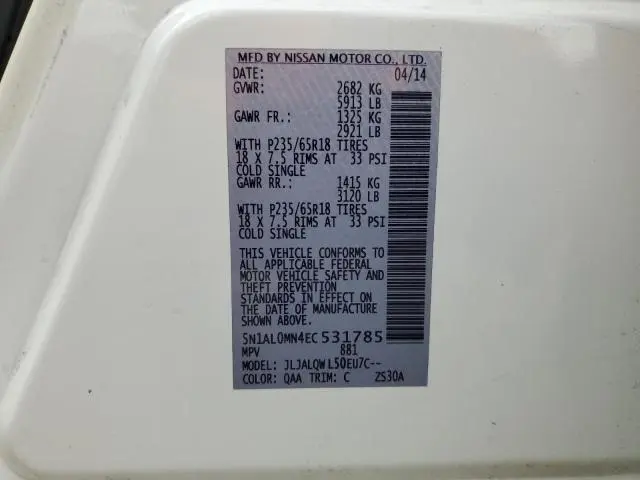 MFD BY NISSAN MOTOR CO., LTD.
DATE: 04/14
GVWR: 2682 KG
5913 LB
GAWR FR.: 1325 KG
2921 LB
WITH P235/65R18 TIRES
18 X 7.5 RIMS AT 33 PSI
COLD SINGLE
GAWR RR.: 1415 KG
3120 LB
WITH P235/65R18 TIRES
18 X 7.5 RIMS AT 33 PSI
COLD SINGLE
THIS VEHICLE CONFORMS TO
ALL APPLICABLE FEDERAL
MOTOR VEHICLE SAFETY AND
THEFT PREVENTION
STANDARDS IN EFFECT ON
THE DATE OF MANUFACTURE
SHOWN ABOVE.
5N1AL0MN4EC531785
MPV 881
MODEL: JLJALQWL50EU7C--
COLOR: QAA TRIM: C ZS30A